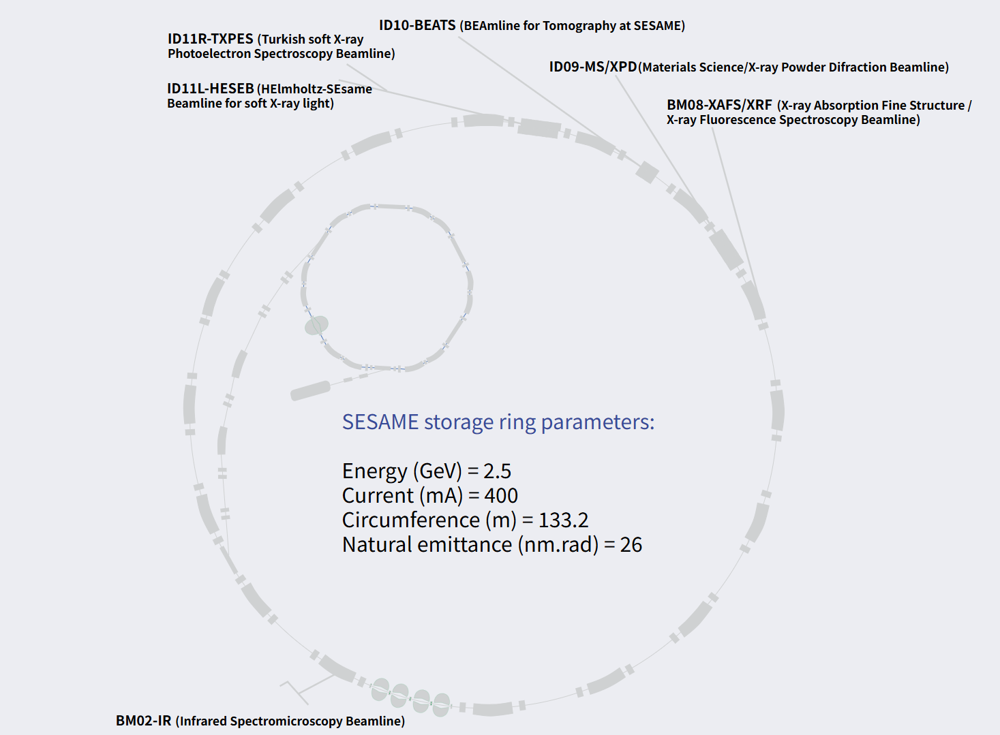 ID10-BEATS (BEAmline for Tomography at SESAME)
ID11R-TXPES (Turkish soft X-ray
Photoelectron Spectroscopy Beamline)
ID09-MS/XPD(Materials Science/X-ray Powder Difraction Beamline)
ID11L-HESEB (HElmholtz-SEsame
Beamline for soft X-ray light)
BM08-XAFS/XRF (X-ray Absorption Fine Structure /
X-ray Fluorescence Spectroscopy Beamline)
SESAME storage ring parameters:
Energy (GeV) = 2.5
Current (mA) = 400
Circumference (m) = 133.2
Natural emittance (nm.rad) = 26
BM02-IR (Infrared Spectromicroscopy Beamline)